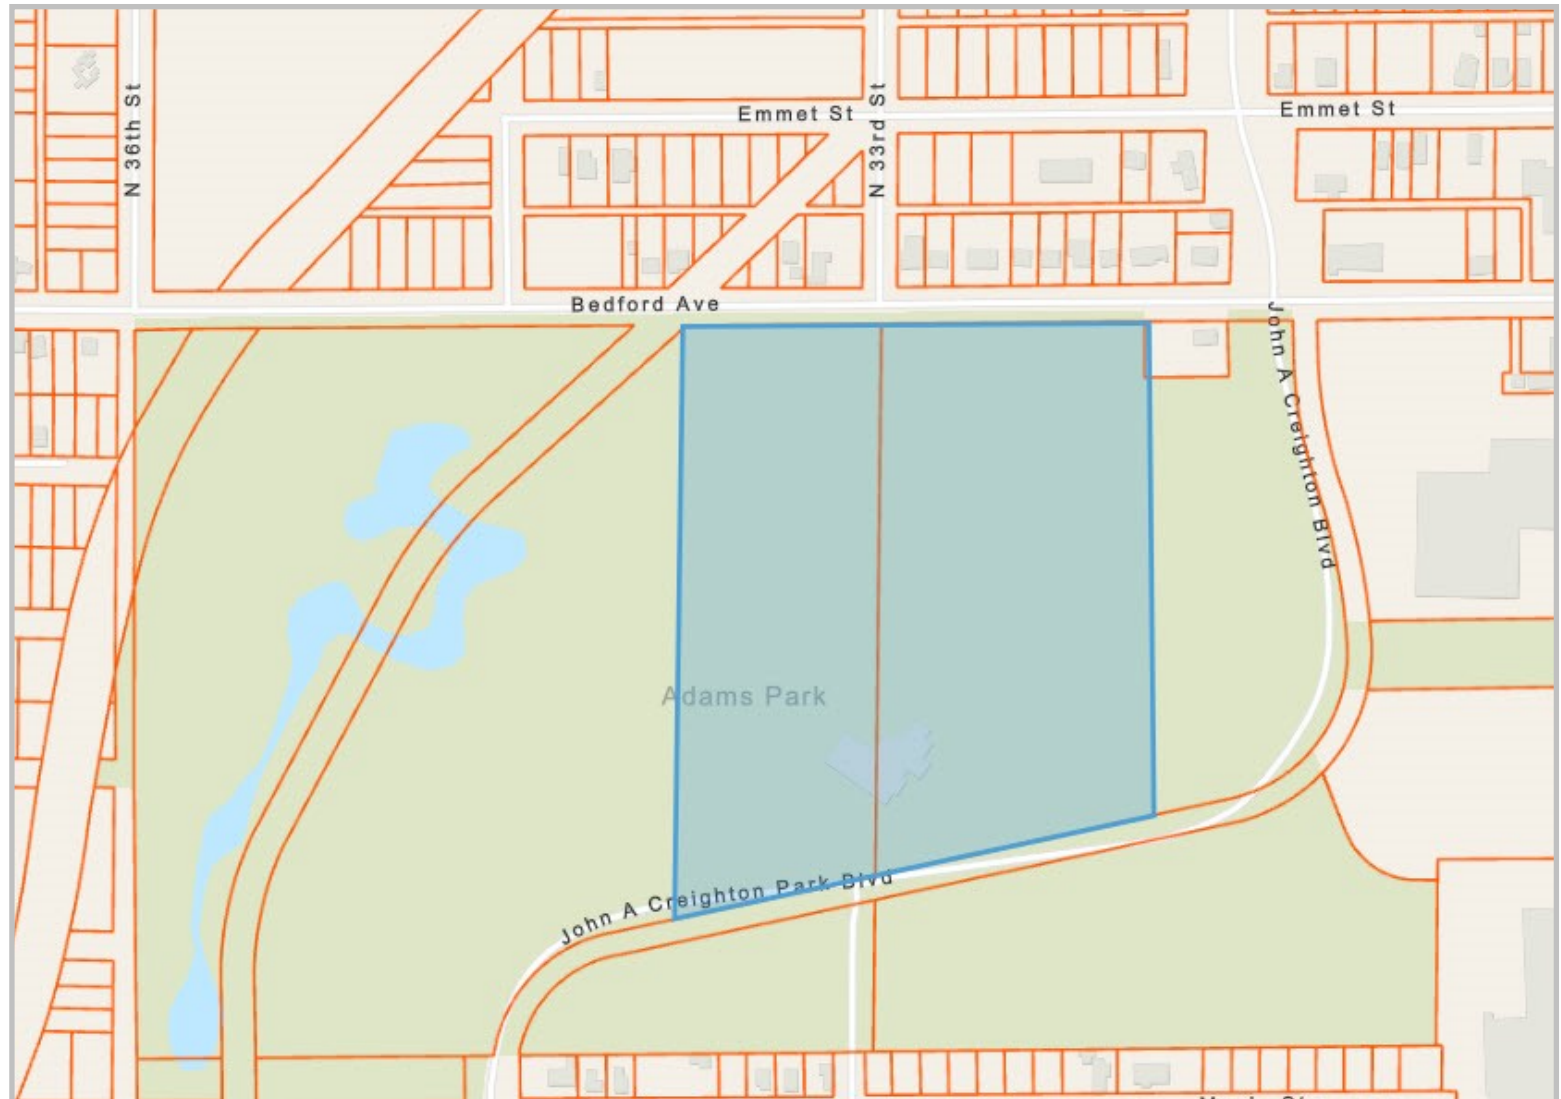 N 36th St
Emmet St
N 33rd St
Emmet St
Bedford Ave
John A Creighton Blvd
Adams Park
John A Creighton Park Blvd